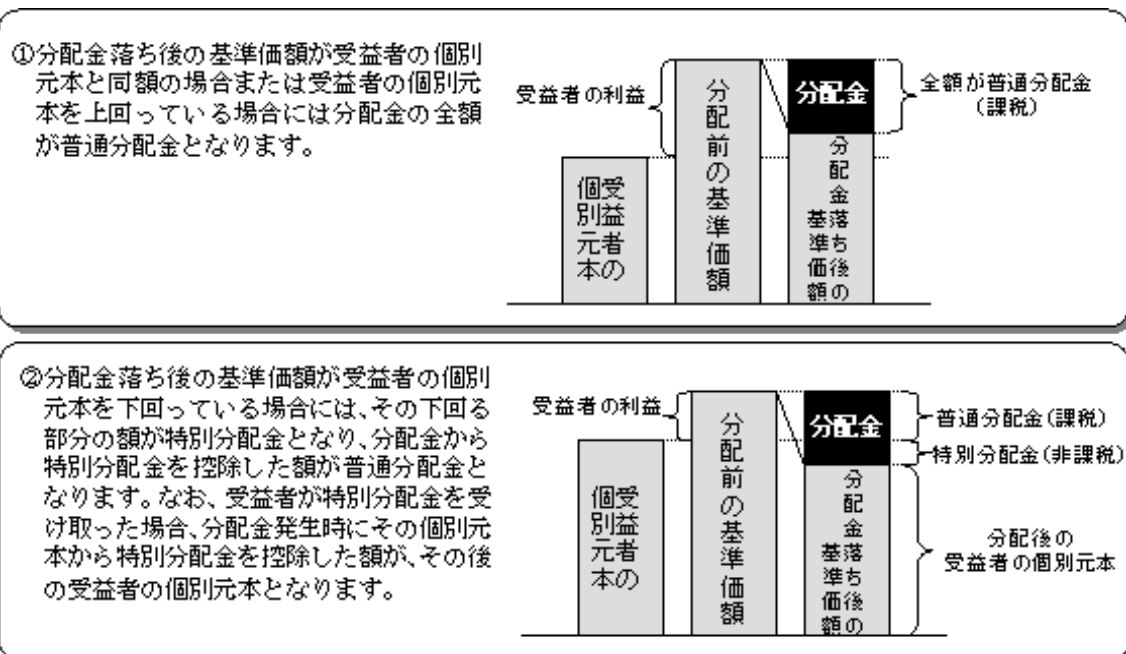 ①分配金落ち後の基準価額が受益者の個別
元本と同額の場合または受益者の個別元
本を上回っている場合には分配金の全額
が普通分配金となります。
受益者の利益
受益者の
個別元本
分配前の基準価額
分配金
分配金落ち後の
基準価額
全額が普通分配金
(課税)
②分配金落ち後の基準価額が受益者の個別
元本を下回っている場合には、その下回る
部分の額が特別分配金となり、分配金から
特別分配金を控除した額が普通分配金と
なります。なお、受益者が特別分配金を受
け取った場合、分配金発生時にその個別元
本から特別分配金を控除した額が、その後
の受益者の個別元本となります。
受益者の利益
受益者の
個別元本
分配前の基準価額
分配金
分配金落ち後の
基準価額
普通分配金(課税)
特別分配金(非課税)
分配後の
受益者の個別元本